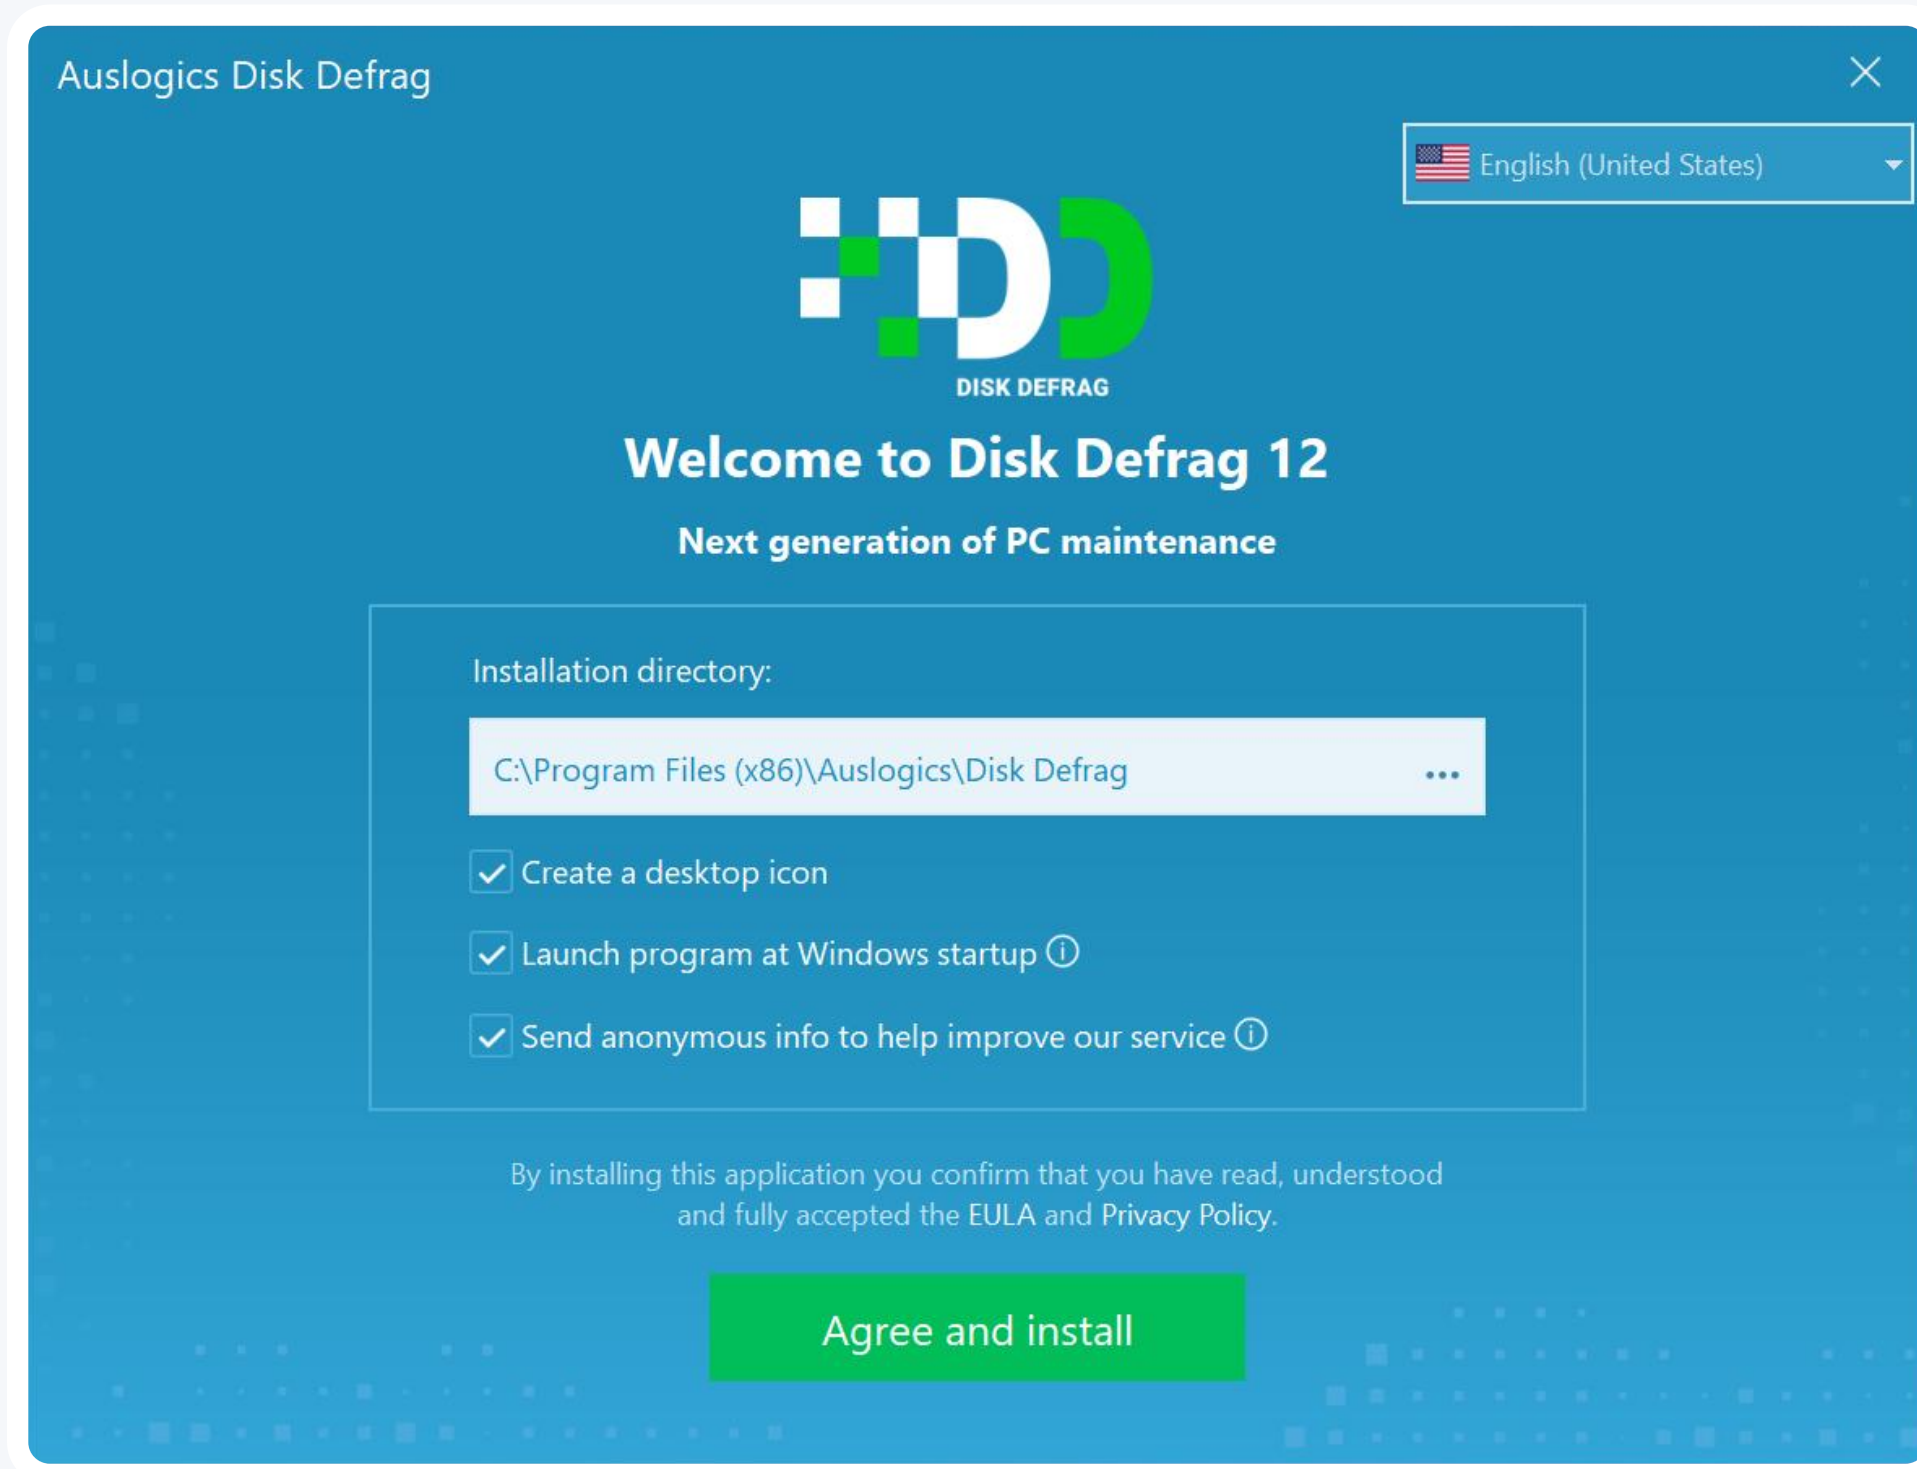 Auslogics Disk Defrag
English (United States)
DISK DEFRAG
Welcome to Disk Defrag 12
Next generation of PC maintenance
Installation directory:
C:\Program Files (x86)\Auslogics\Disk Defrag
...
Create a desktop icon
Launch program at Windows startup
Send anonymous info to help improve our service
By installing this application you confirm that you have read, understood
and fully accepted the EULA and Privacy Policy.
Agree and install